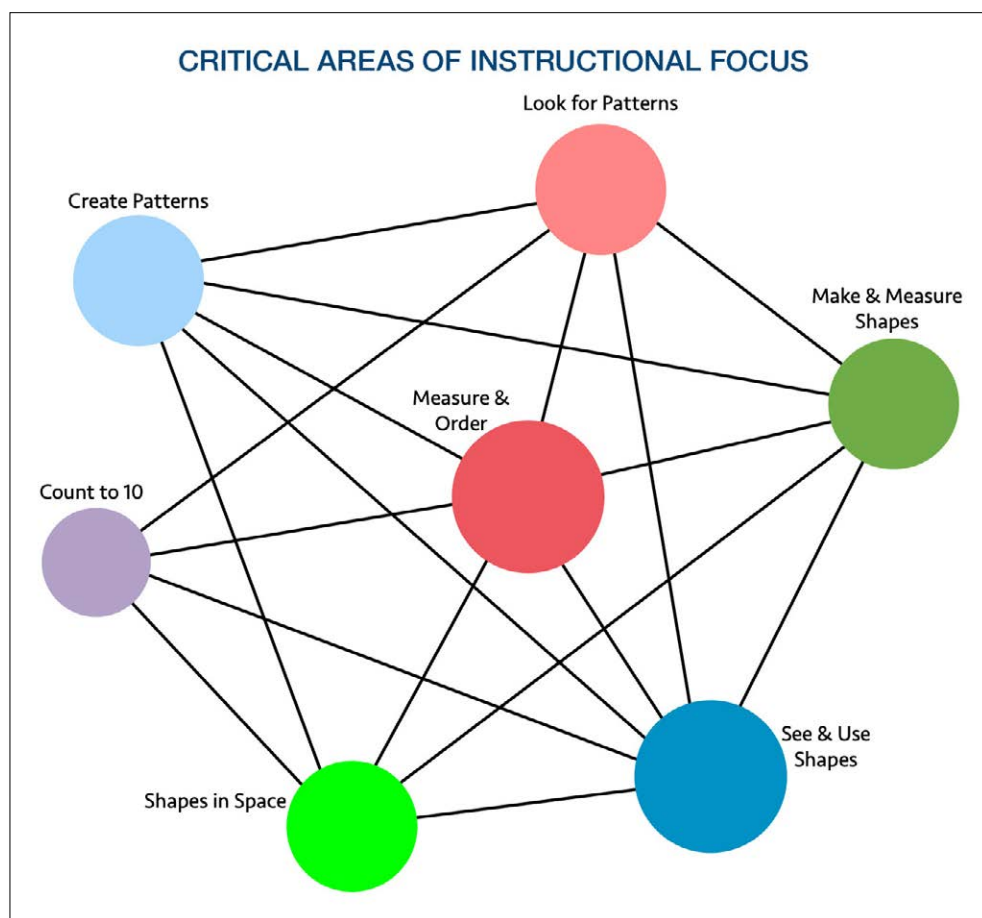 CRITICAL AREAS OF INSTRUCTIONAL FOCUS
Look for Patterns
Create Patterns
Make & Measure
Shapes
Measure &
Order
Count to 10
See & Use
Shapes
Shapes in Space